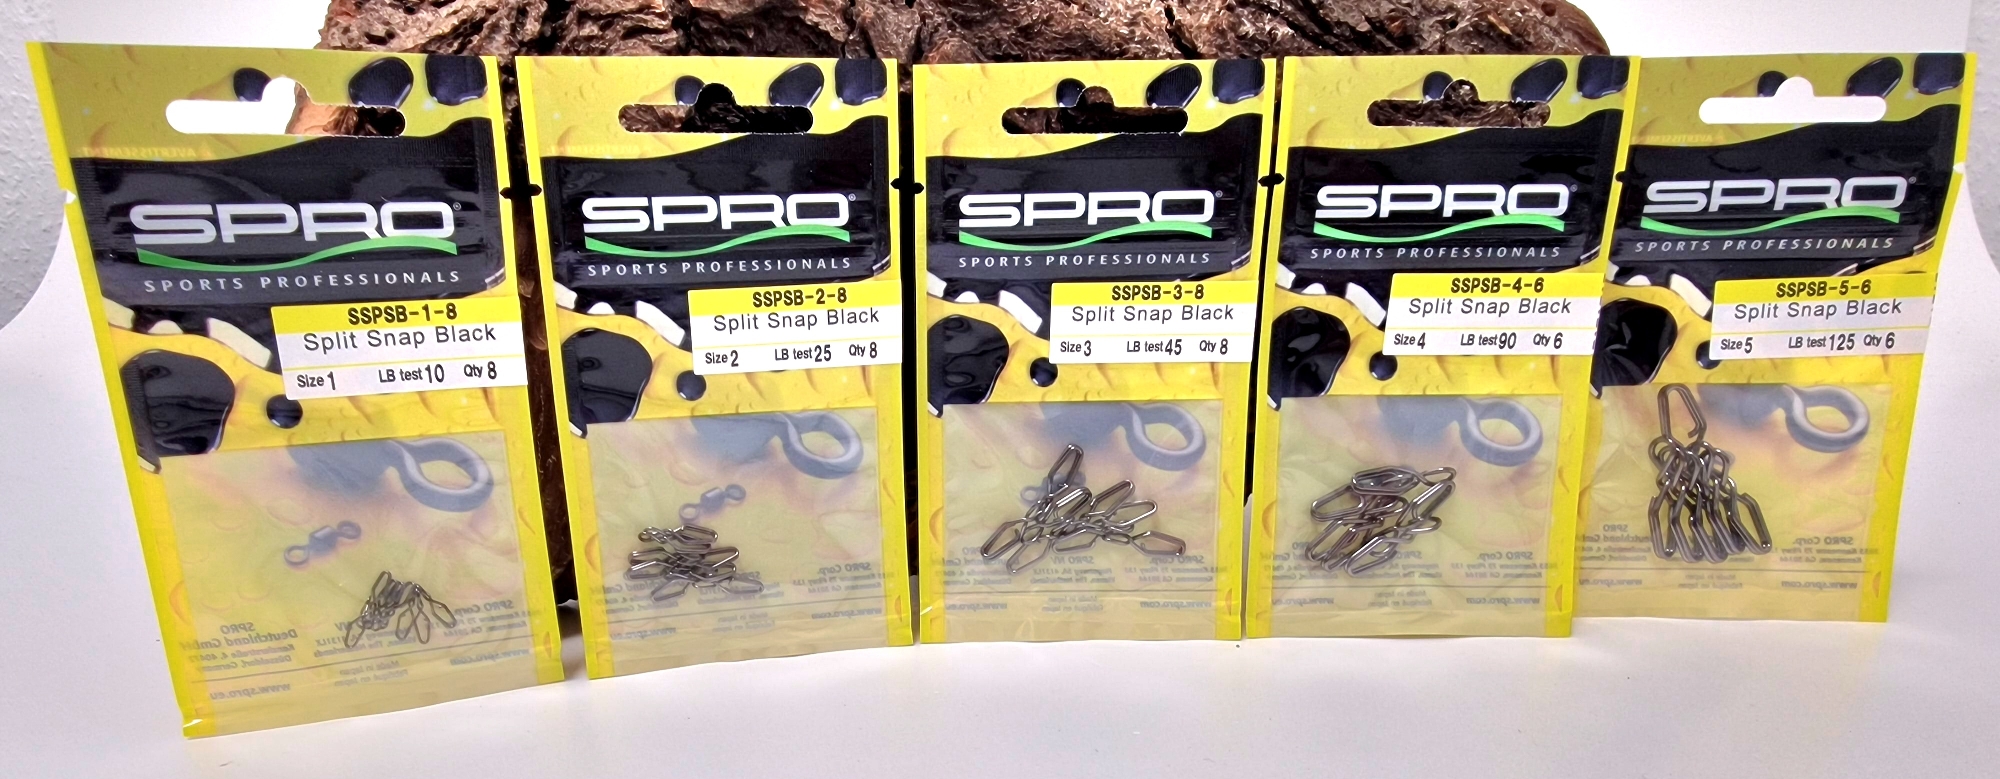 SPRO®
SPORTS PROFESSIONALS
SSPSB-1-8
Split Snap Black
Size 1 LB test 10 Qty 8
SPRO®
SPORTS PROFESSIONALS
SSPSB-2-8
Split Snap Black
Size 2 LB test 25 Qty 8
SPRO®
SPORTS PROFESSIONALS
SSPSB-3-8
Split Snap Black
Size 3 LB test 45 Qty 8
SPRO®
SPORTS PROFESSIONALS
SSPSB-4-6
Split Snap Black
Size 4 LB test 90 Qty 6
SPRO®
SPORTS PROFESSIONALS
SSPSB-5-6
Split Snap Black
Size 5 LB test 125 Qty 6